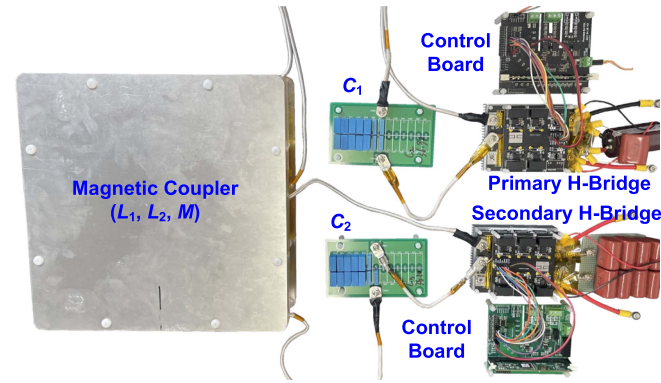 Control
Board
C1
Magnetic Coupler
(L1, L2, M)
Primary H-Bridge
Secondary H-Bridge
C2
Control
Board